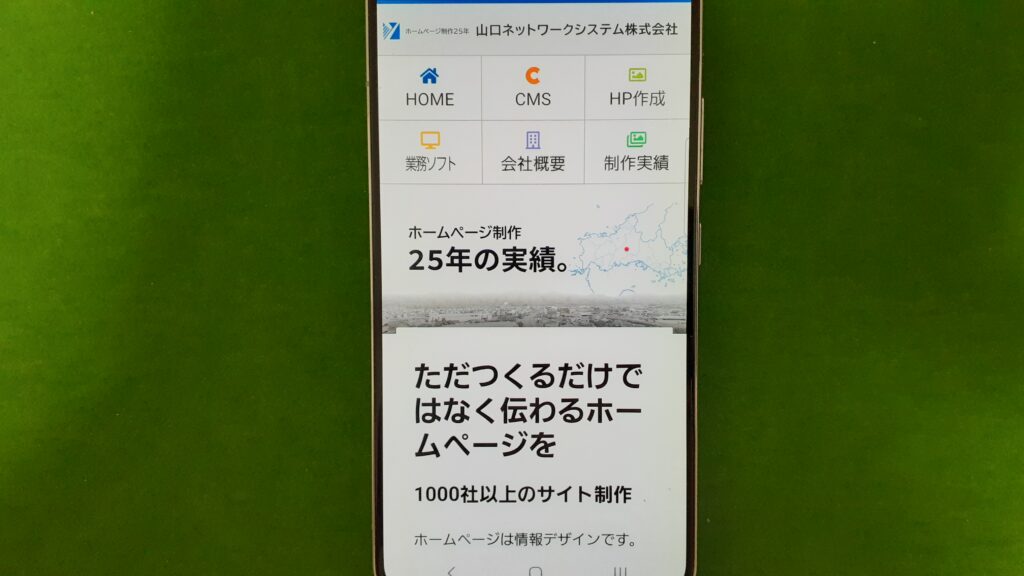 ホームページ制作25年 山口ネットワークシステム株式会社
HOME CMS HP作成
業務ソフト 会社概要 制作実績
ホームページ制作
25年の実績。
ただつくるだけで
はなく伝わるホー
ムページを
1000社以上のサイト制作
ホームページは情報デザインです。